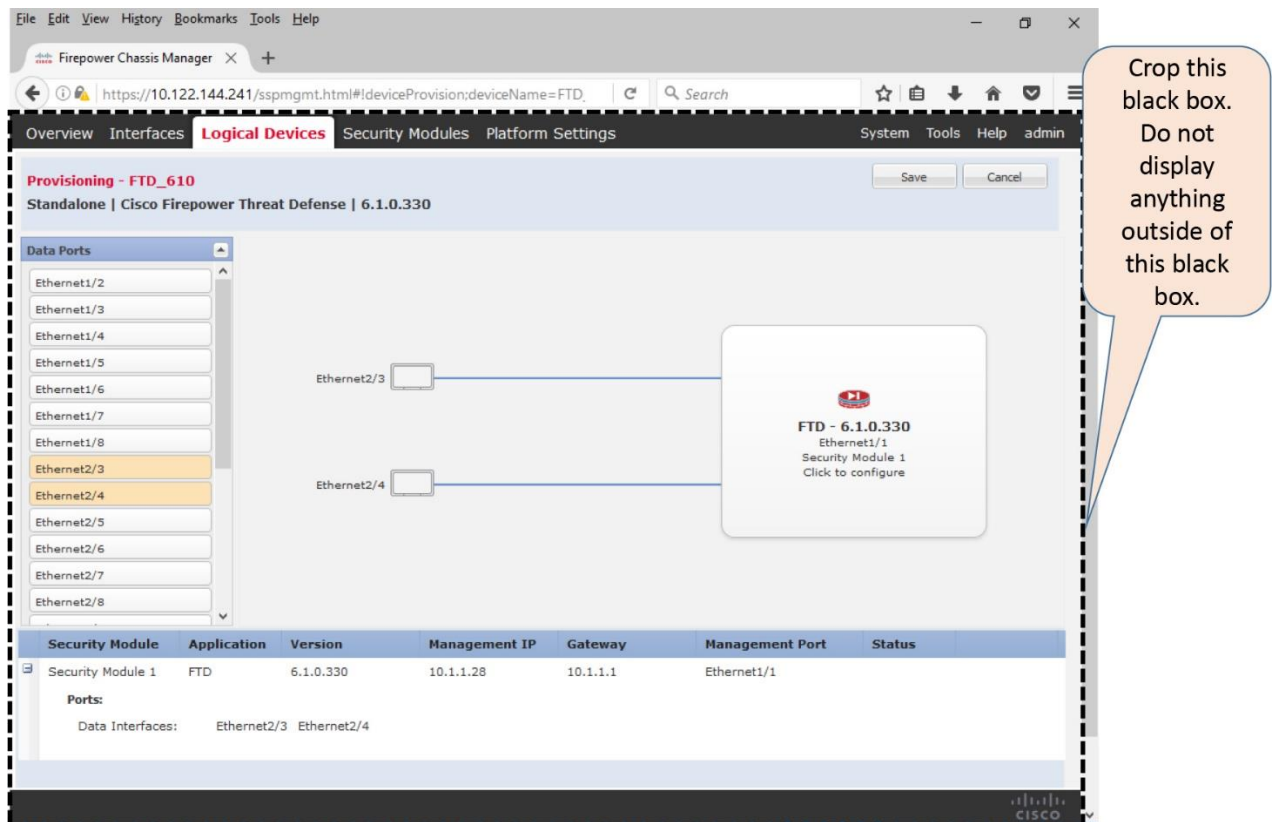 File Edit View History Bookmarks Tools Help
Firepower Chassis Manager
https://10.122.144.241/sspmgmt.html#!deviceProvision;deviceName=FTD_
Search
Overview Interfaces Logical Devices Security Modules Platform Settings
System Tools Help admin
Provisioning - FTD_610
Standalone | Cisco Firepower Threat Defense | 6.1.0.330
Save Cancel
Data Ports
Ethernet1/2
Ethernet1/3
Ethernet1/4
Ethernet1/5
Ethernet1/6
Ethernet1/7
Ethernet1/8
Ethernet2/3
Ethernet2/4
Ethernet2/5
Ethernet2/6
Ethernet2/7
Ethernet2/8
Ethernet2/3
Ethernet2/4
FTD - 6.1.0.330
Ethernet1/1
Security Module 1
Click to configure
Security Module Application Version Management IP Gateway Management Port Status
Security Module 1 FTD 6.1.0.330 10.1.1.28 10.1.1.1 Ethernet1/1
Ports:
Data Interfaces: Ethernet2/3 Ethernet2/4
CISCO
Crop this
black box.
Do not
display
anything
outside of
this black
box.